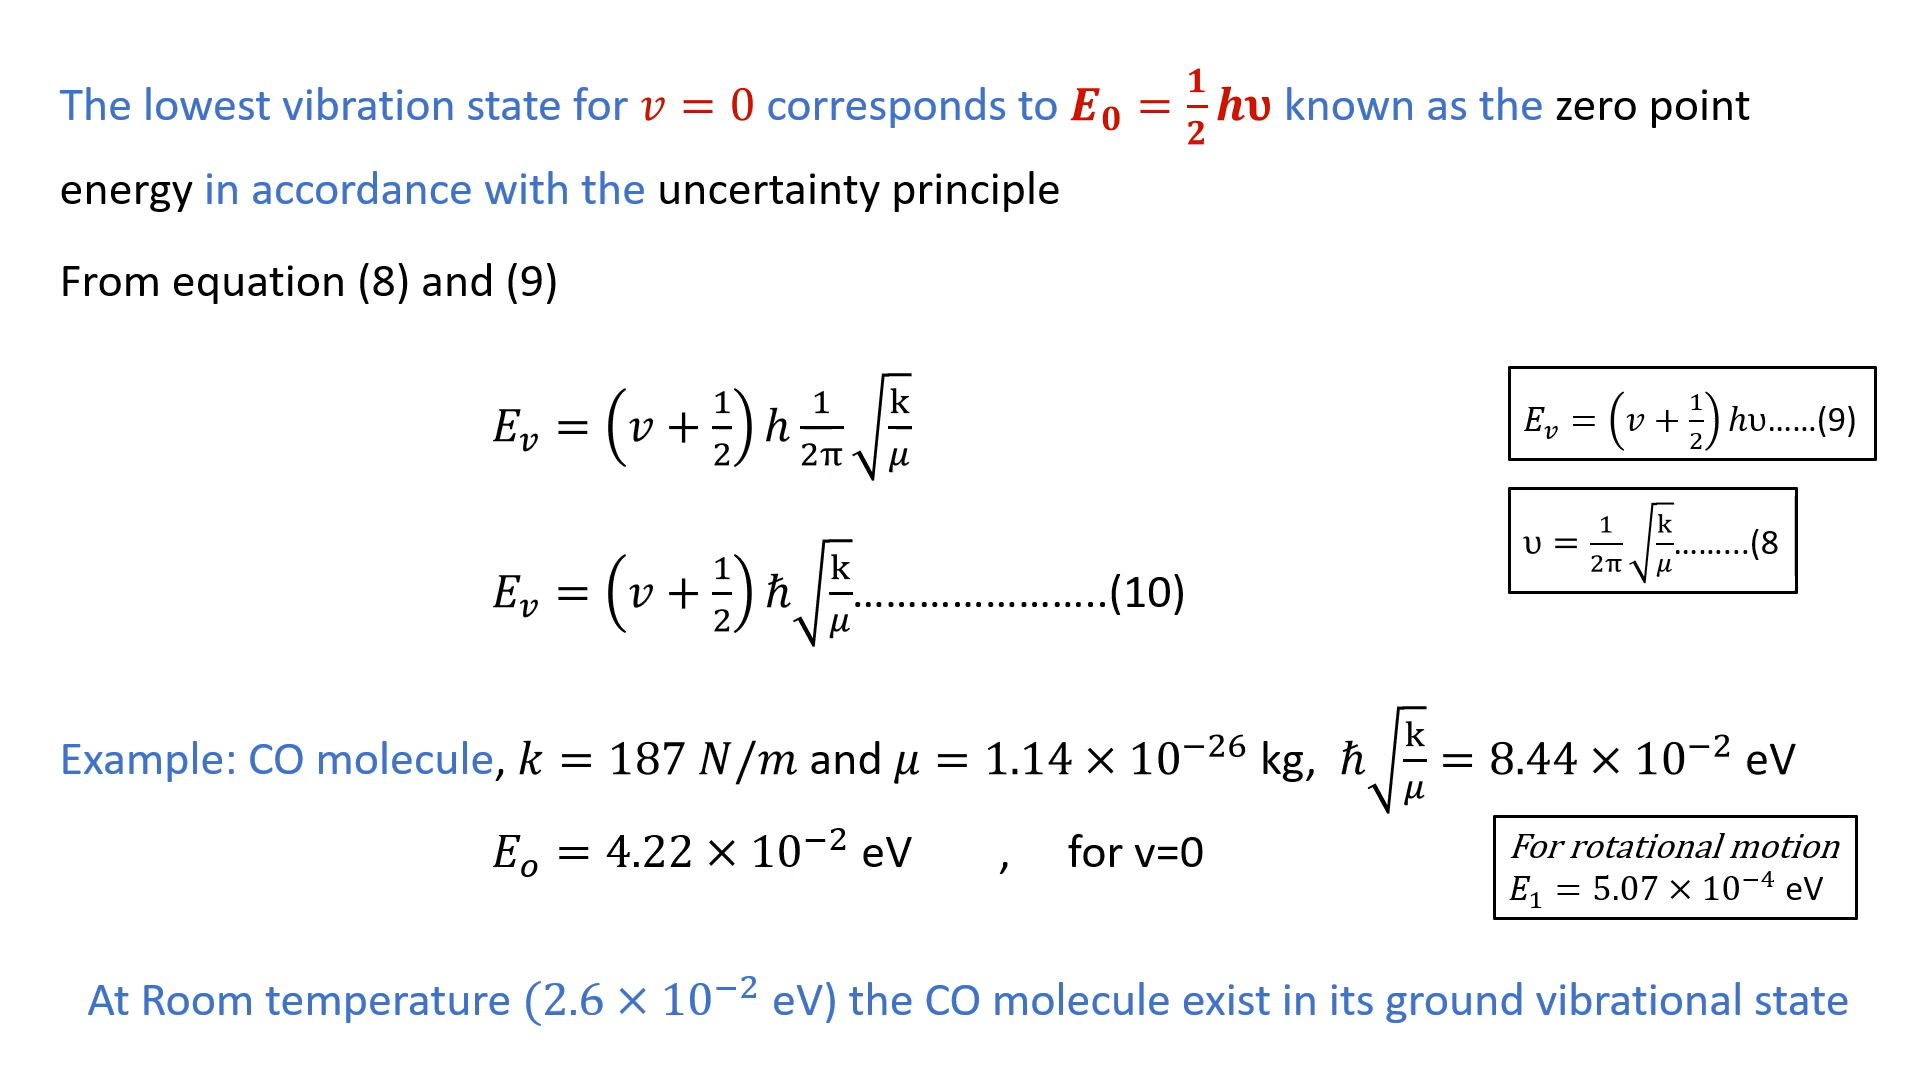 The lowest vibration state for 𝑣 = 0 corresponds to 𝑬₀ = 1/2 𝒉υ known as the zero point
energy in accordance with the uncertainty principle
From equation (8) and (9)
𝐸ᵥ = (𝑣 + 1/2) ℎ 1/2π √(k/𝜇)
𝐸ᵥ = (𝑣 + 1/2) ℎυ......(9)
υ = 1/2π √(k/𝜇).........(8
𝐸ᵥ = (𝑣 + 1/2) ℏ √(k/𝜇)........................(10)
Example: CO molecule, 𝑘 = 187 𝑁/𝑚 and 𝜇 = 1.14 × 10⁻²⁶ kg, ℏ √(k/𝜇) = 8.44 × 10⁻² eV
𝐸ₒ = 4.22 × 10⁻² eV , for v=0
For rotational motion
𝐸₁ = 5.07 × 10⁻⁴ eV
At Room temperature (2.6 × 10⁻² eV) the CO molecule exist in its ground vibrational state